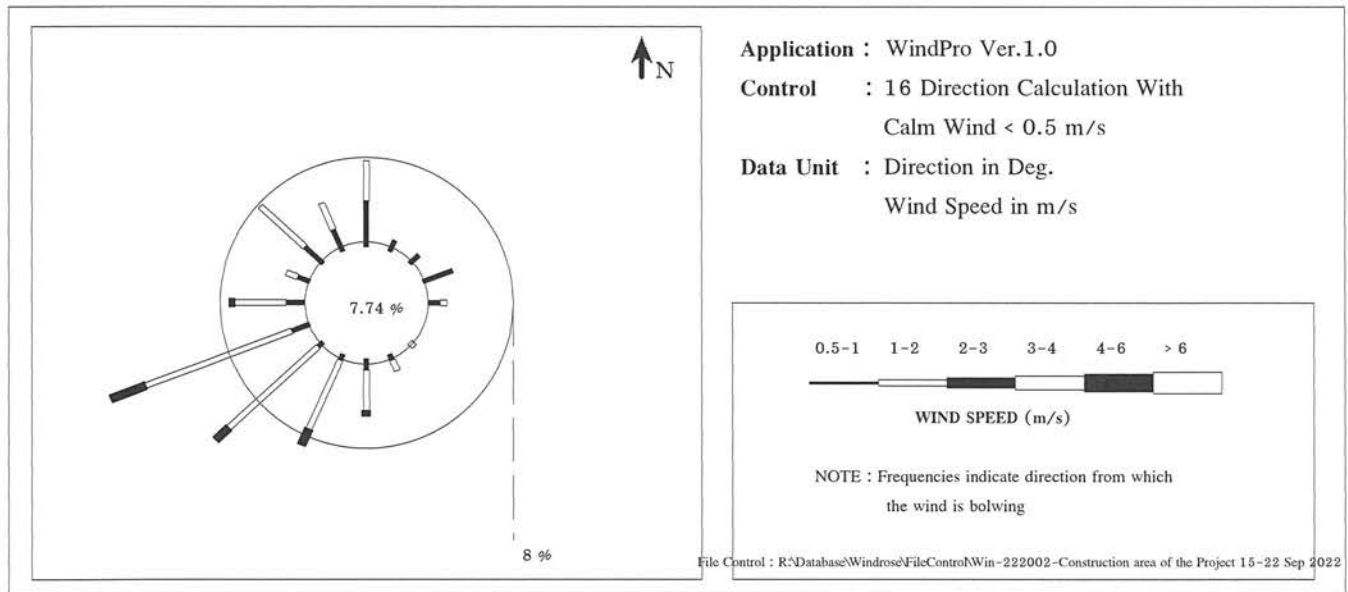 N
7.74 %
8 %
Application : WindPro Ver.1.0
Control : 16 Direction Calculation With
Calm Wind < 0.5 m/s
Data Unit : Direction in Deg.
Wind Speed in m/s
0.5-1 1-2 2-3 3-4 4-6 > 6
WIND SPEED (m/s)
NOTE : Frequencies indicate direction from which
the wind is bolwing
File Control : R:\Database\Windrose\FileControl\Win-222002-Construction area of the Project 15-22 Sep 2022